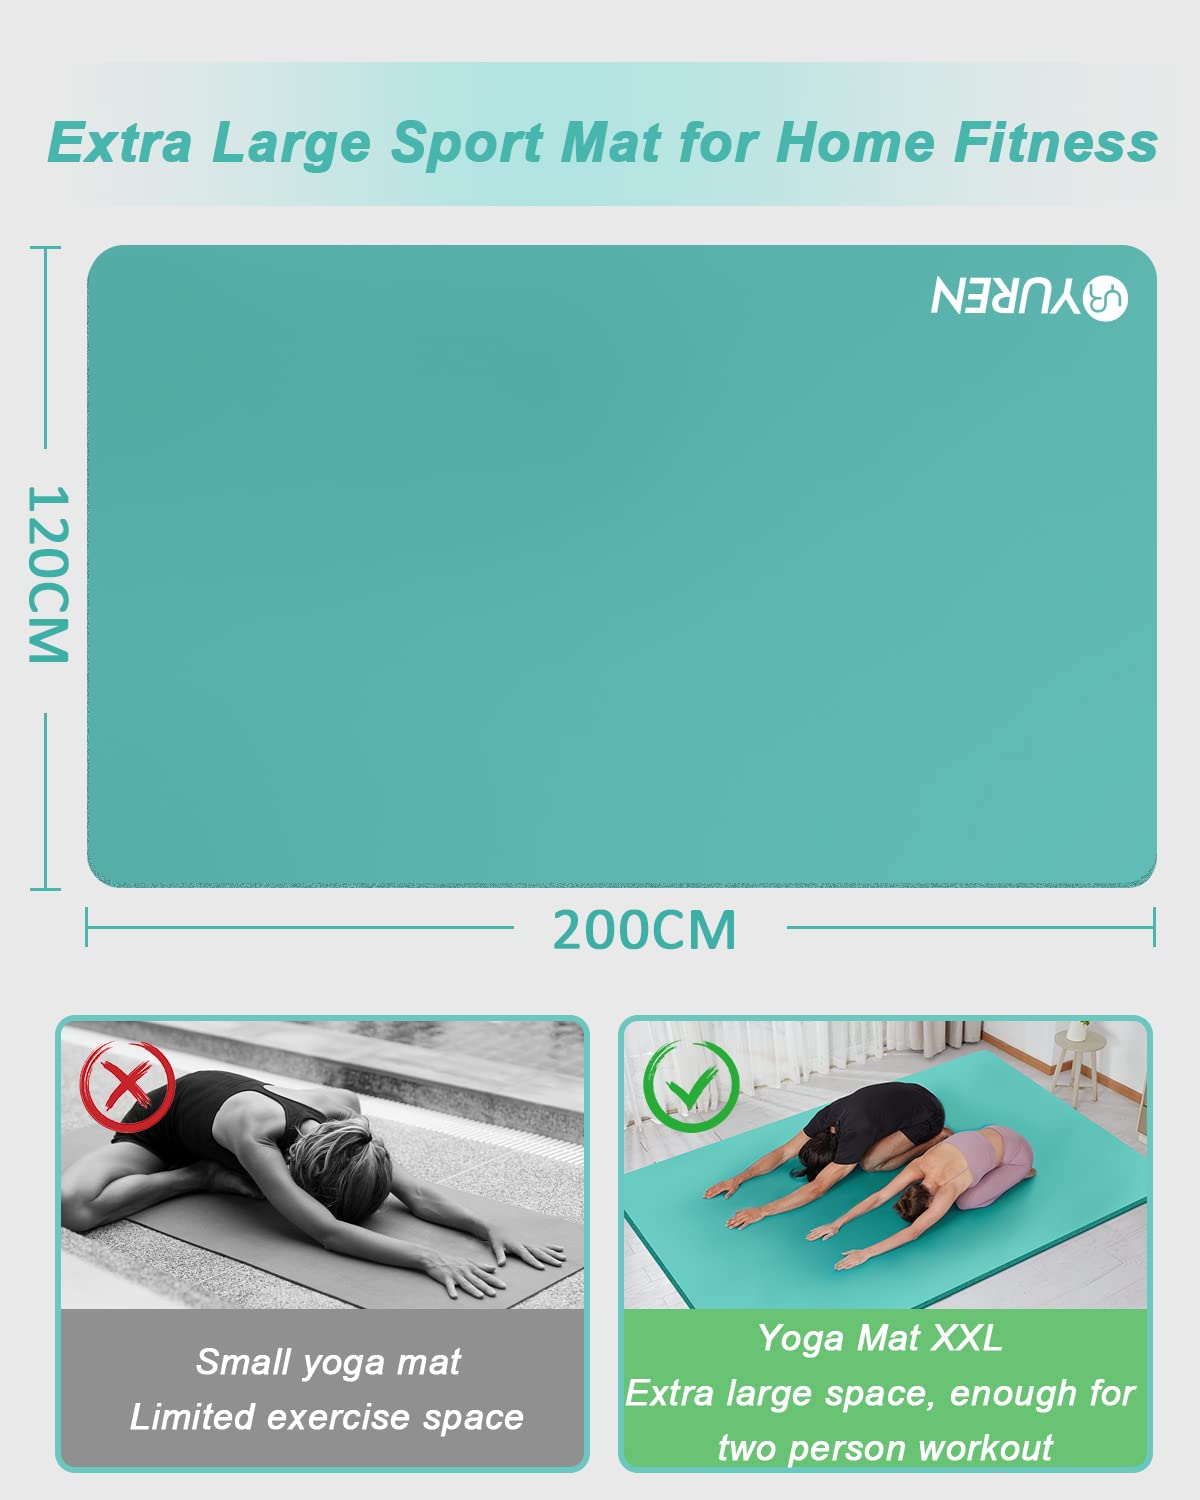 Extra Large Sport Mat for Home Fitness
YUREN
120CM
200CM
Small yoga mat
Limited exercise space
Yoga Mat XXL
Extra large space, enough for
two person workout